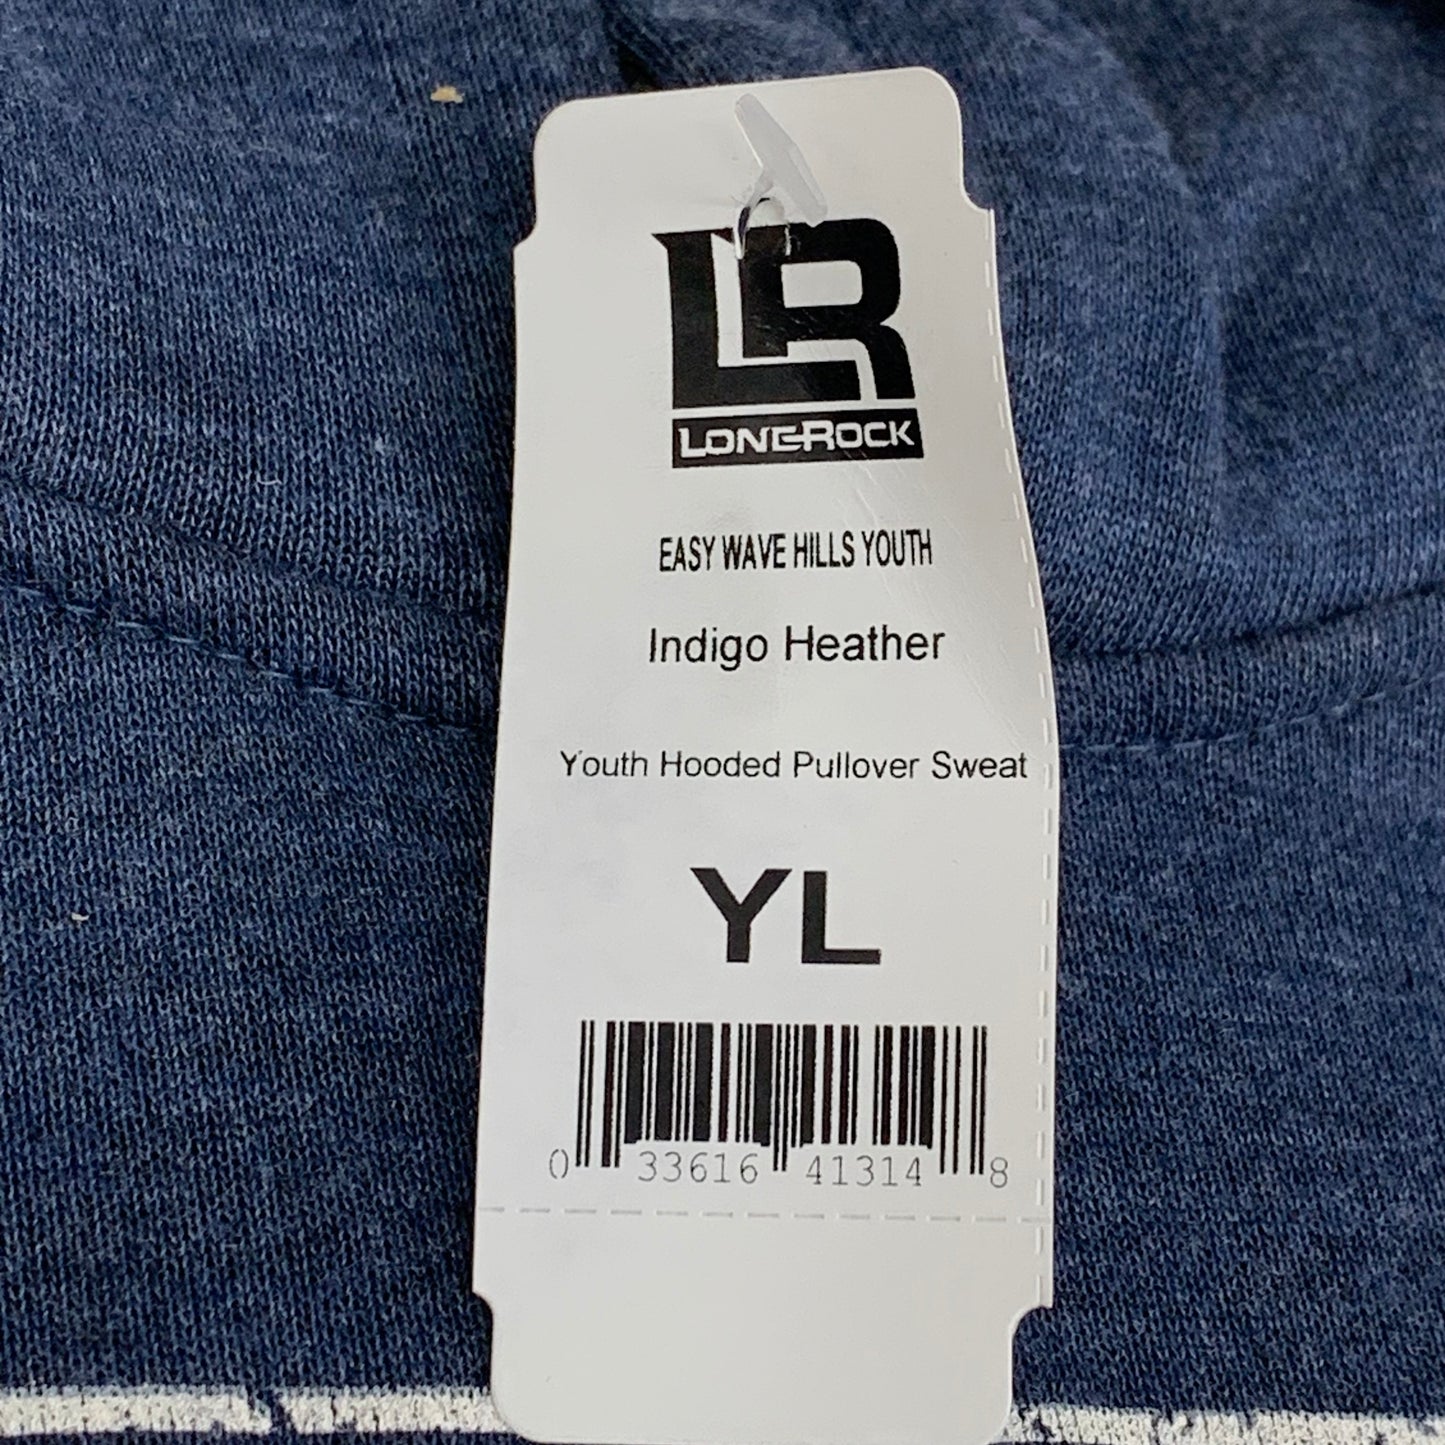 LR
LONEROCK
EASY WAVE HILLS YOUTH
Indigo Heather
Youth Hooded Pullover Sweat
YL
0 33616 41314 8